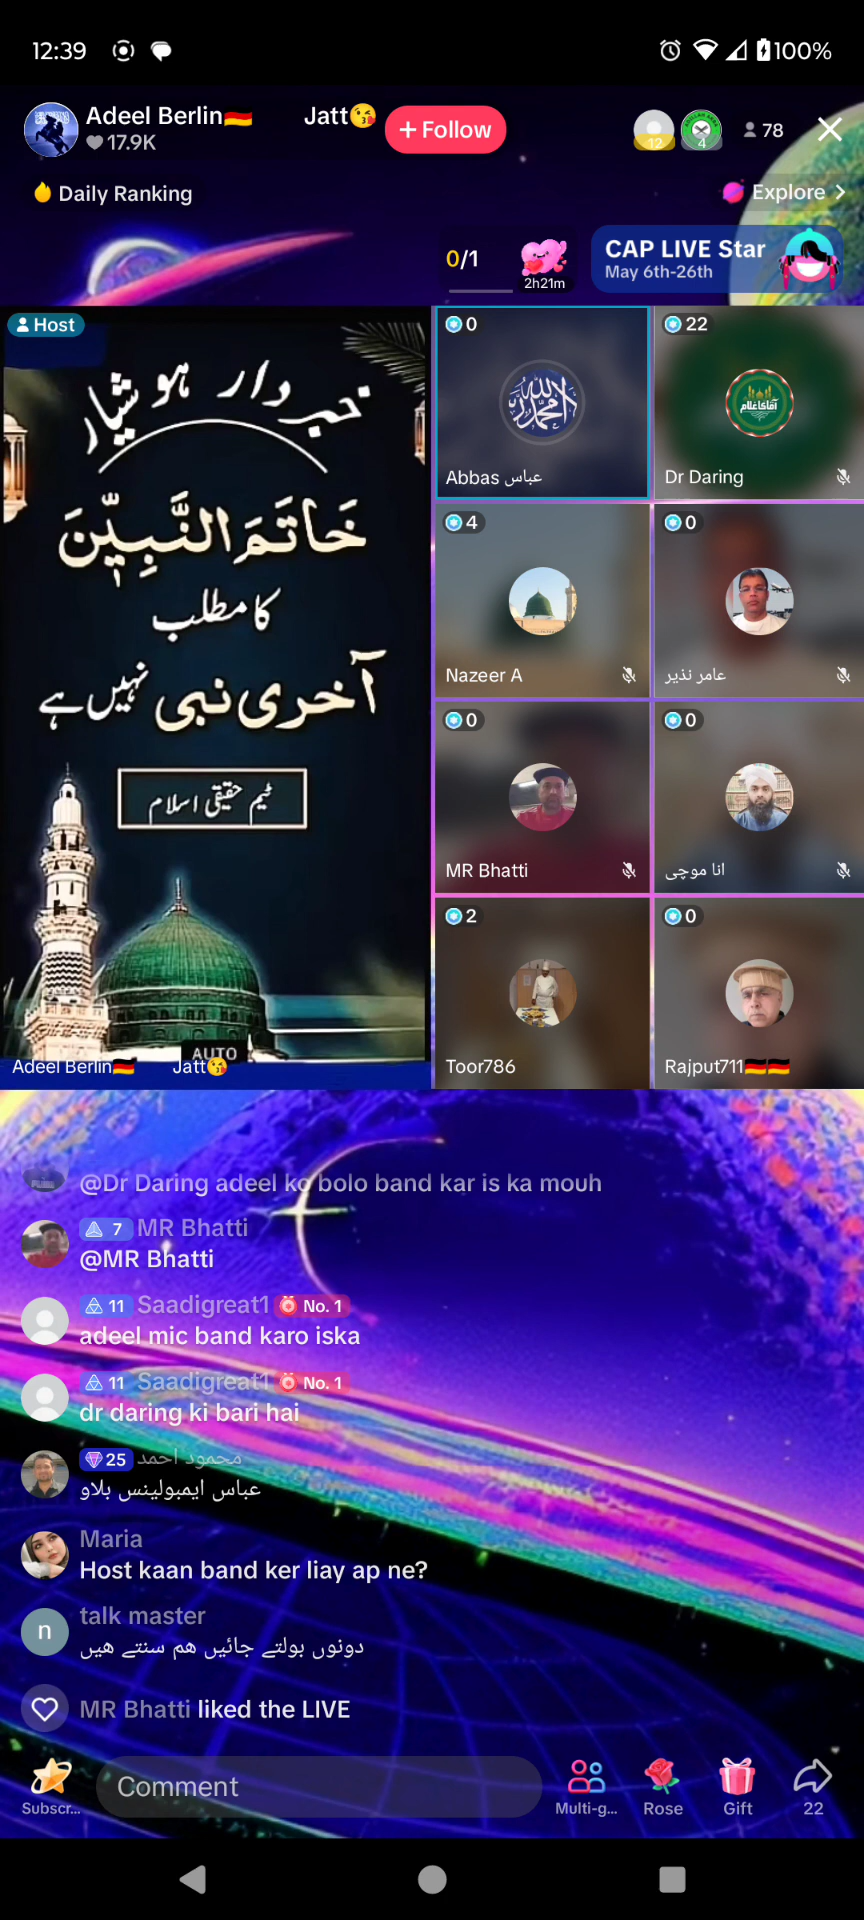 12:39
100%
Adeel Berlin🇩🇪 Jatt😘
17.9K
+ Follow
12
4
78
Daily Ranking
Explore
0/1
2h21m
CAP LIVE Star
May 6th-26th
Host
خبردار ہوشیار
خَاتَمَ النَّبِیّٖنَ
کا مطلب
آخری نبی نہیں ہے
ٹیم حقیقی اسلام
AUTO
Adeel Berlin🇩🇪 Jatt😘
0
Abbas عباس
22
آقا کا غلام
Dr Daring
4
Nazeer A
0
عامر نذیر
0
MR Bhatti
0
انا موچی
2
Toor786
0
Rajput711🇩🇪🇩🇪
@Dr Daring adeel ko bolo band kar is ka mouh
7 MR Bhatti
@MR Bhatti
11 Saadigreat1 No. 1
adeel mic band karo iska
11 Saadigreat1 No. 1
dr daring ki bari hai
25 محمود احمد
عباس ایمبولینس بلاو
Maria
Host kaan band ker liay ap ne?
n
talk master
دونوں بولتے جائیں ھم سنتے ھیں
MR Bhatti liked the LIVE
Subscr...
Comment
Multi-g...
Rose
Gift
22